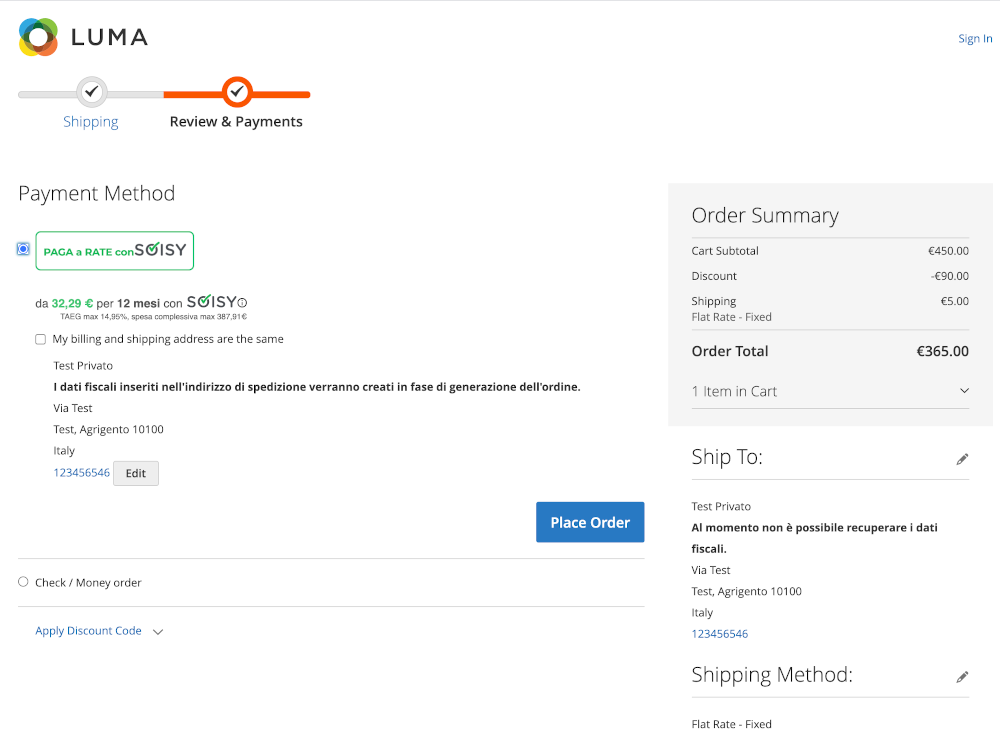 LUMA
Sign In
Shipping
Review & Payments
Payment Method
PAGA a RATE con SOISY
da 32,29 € per 12 mesi con SOISY
TAEG max 14,95%, spesa complessiva max 387,91€
My billing and shipping address are the same
Test Privato
I dati fiscali inseriti nell'indirizzo di spedizione verranno creati in fase di generazione dell'ordine.
Via Test
Test, Agrigento 10100
Italy
123456546 Edit
Place Order
Check / Money order
Apply Discount Code
Order Summary
Cart Subtotal €450.00
Discount -€90.00
Shipping €5.00
Flat Rate - Fixed
Order Total €365.00
1 Item in Cart
Ship To:
Test Privato
Al momento non è possibile recuperare i dati
fiscali.
Via Test
Test, Agrigento 10100
Italy
123456546
Shipping Method:
Flat Rate - Fixed